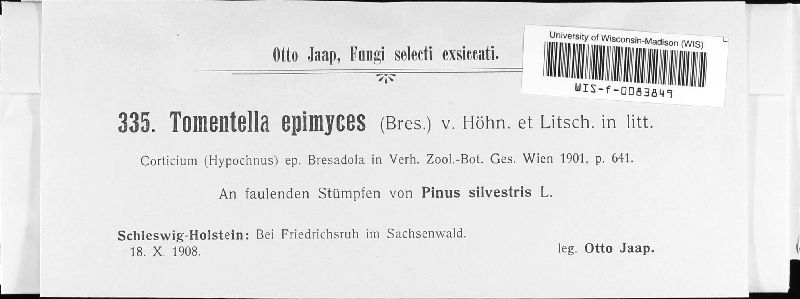 Otto Jaap, Fungi selecti exsiccati.
University of Wisconsin-Madison (WIS)
WIS-f-0083849
335. Tomentella epimyces (Bres.) v. Höhn. et Litsch. in litt.
Corticium (Hypochnus) ep. Bresadola in Verh. Zool.-Bot. Ges. Wien 1901, p. 641.
An faulenden Stümpfen von Pinus silvestris L.
Schleswig-Holstein: Bei Friedrichsruh im Sachsenwald.
18. X. 1908.
leg. Otto Jaap.